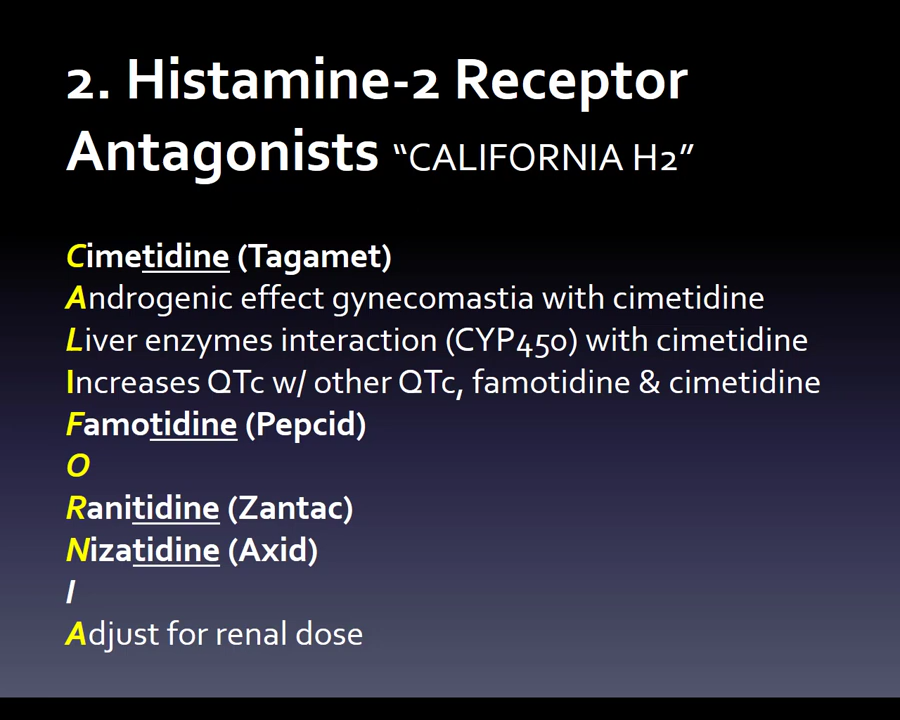 2. Histamine-2 Receptor
Antagonists “CALIFORNIA H2”
Cimetidine (Tagamet)
Androgenic effect gynecomastia with cimetidine
Liver enzymes interaction (CYP450) with cimetidine
Increases QTc w/ other QTc, famotidine & cimetidine
Famotidine (Pepcid)
O
Ranitidine (Zantac)
Nizatidine (Axid)
I
Adjust for renal dose